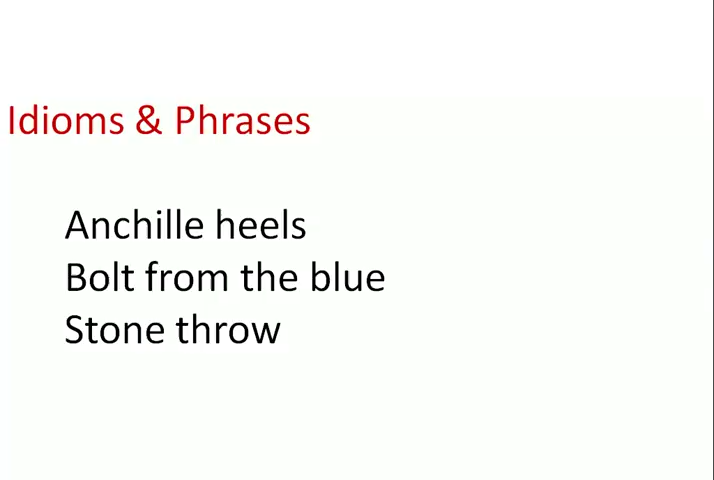 Idioms & Phrases
Anchille heels
Bolt from the blue
Stone throw